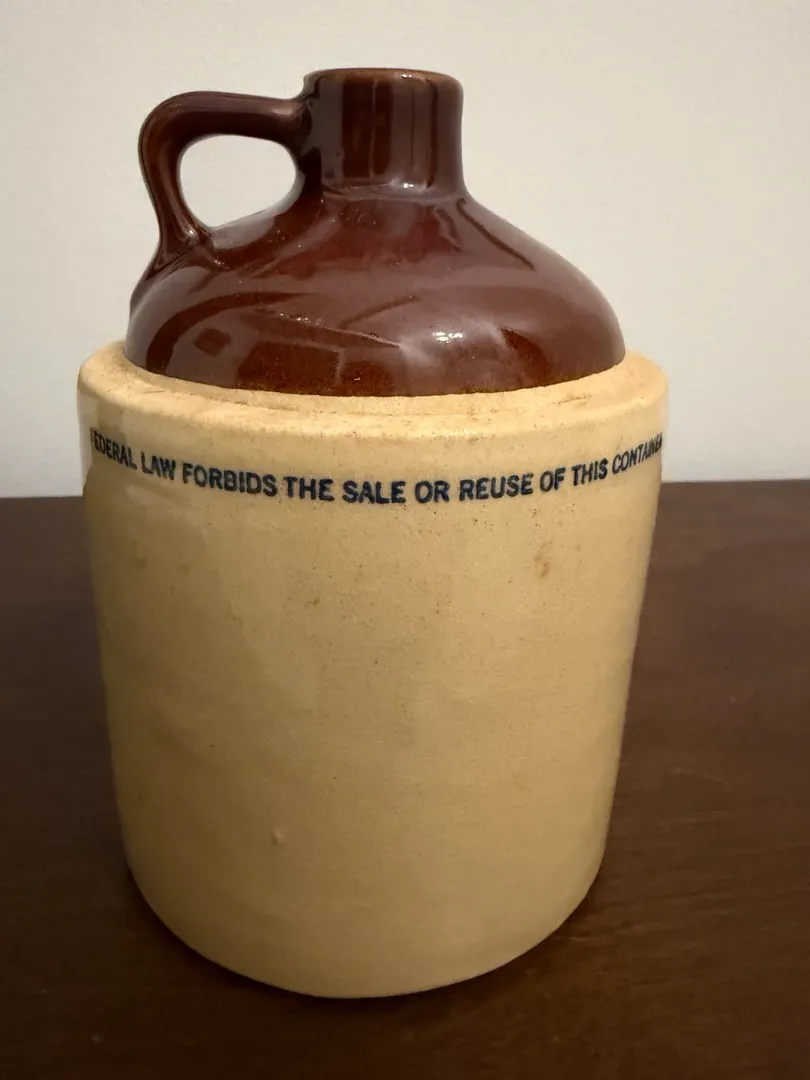 FEDERAL LAW FORBIDS THE SALE OR REUSE OF THIS CONTAINER